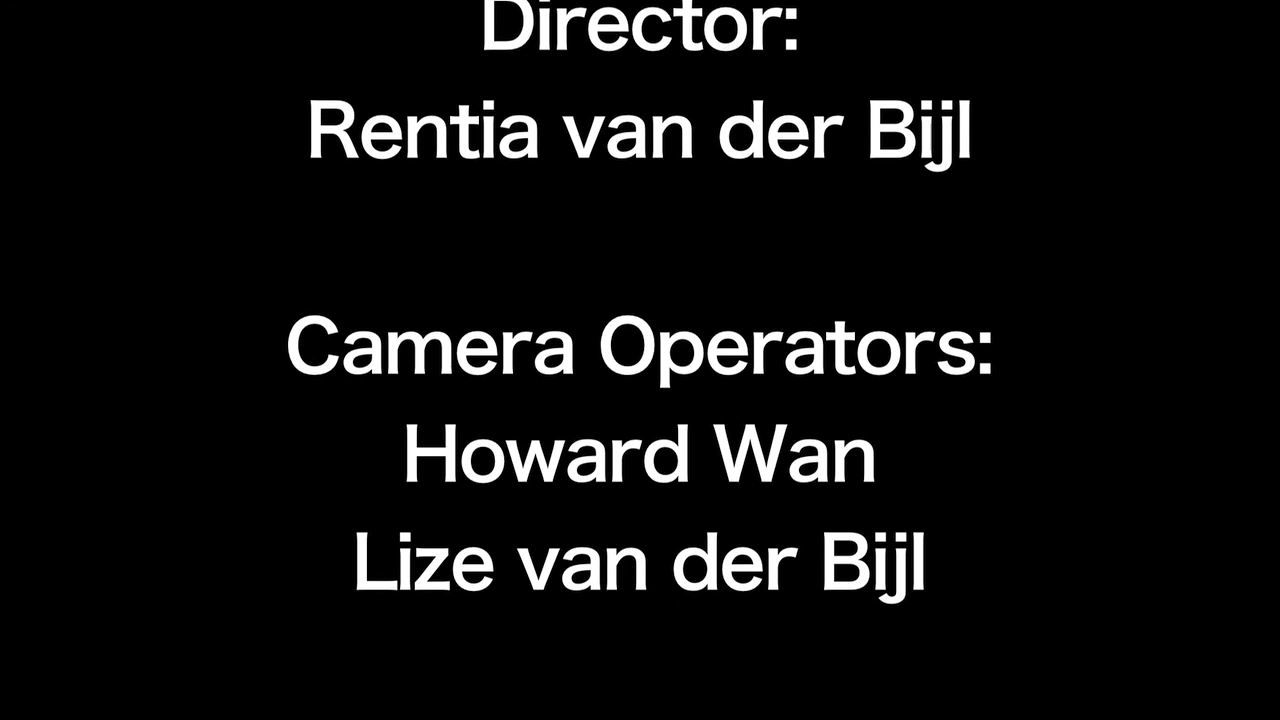 Director:
Rentia van der Bijl
Camera Operators:
Howard Wan
Lize van der Bijl